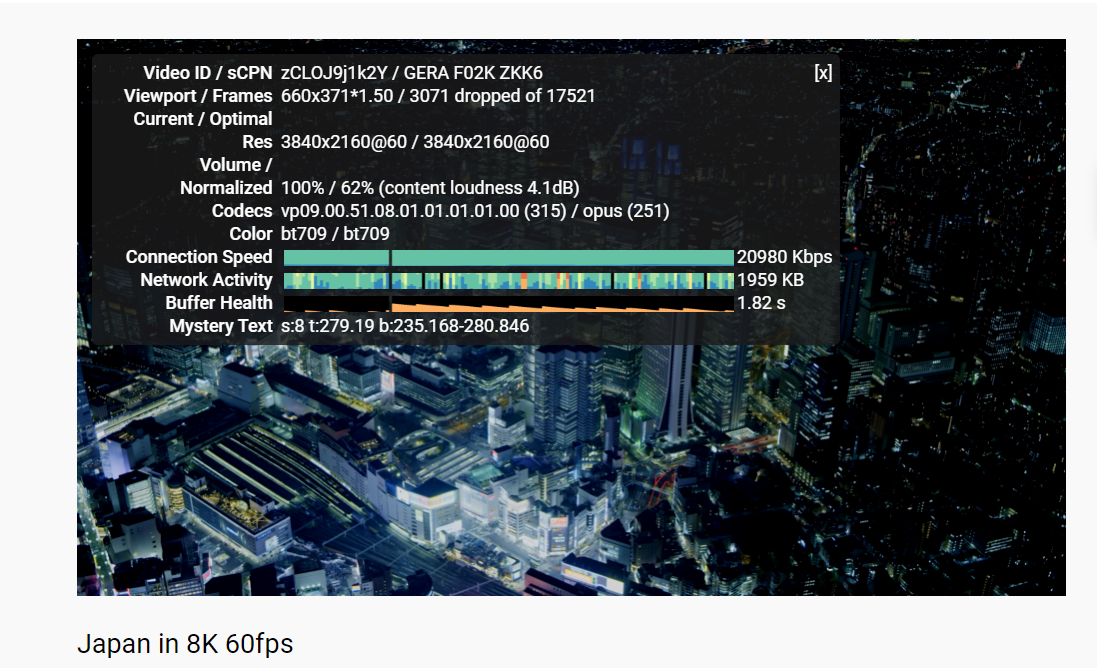 Video ID / sCPN zCLOJ9j1k2Y / GERA F02K ZKK6 [x]
Viewport / Frames 660x371*1.50 / 3071 dropped of 17521
Current / Optimal
Res 3840x2160@60 / 3840x2160@60
Volume /
Normalized 100% / 62% (content loudness 4.1dB)
Codecs vp09.00.51.08.01.01.01.01.00 (315) / opus (251)
Color bt709 / bt709
Connection Speed 20980 Kbps
Network Activity 1959 KB
Buffer Health 1.82 s
Mystery Text s:8 t:279.19 b:235.168-280.846
Japan in 8K 60fps